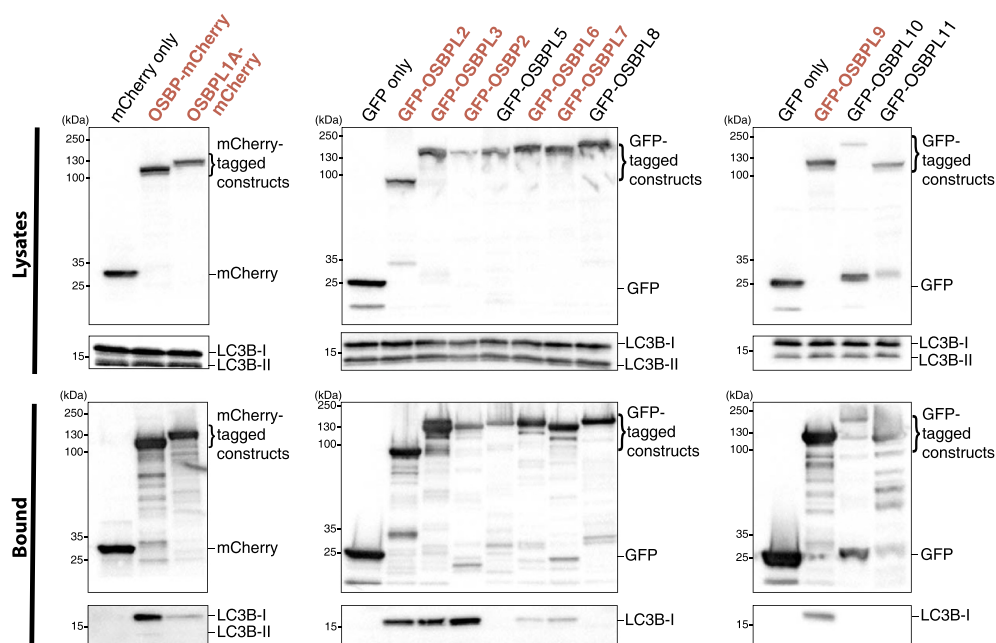 mCherry only
OSBP-mCherry
OSBPL1A-
mCherry
GFP only
GFP-OSBPL2
GFP-OSBPL3
GFP-OSBP2
GFP-OSBPL5
GFP-OSBPL6
GFP-OSBPL7
GFP-OSBPL8
GFP only
GFP-OSBPL9
GFP-OSBPL10
GFP-OSBPL11
Lysates
(kDa)
250
130
100
35
25
mCherry-
tagged
constructs
mCherry
15
LC3B-I
LC3B-II
(kDa)
250
130
100
35
25
GFP-
tagged
constructs
GFP
15
LC3B-I
LC3B-II
(kDa)
250
130
100
35
25
GFP-
tagged
constructs
GFP
15
LC3B-I
LC3B-II
Bound
(kDa)
250
130
100
35
25
mCherry-
tagged
constructs
mCherry
15
LC3B-I
LC3B-II
(kDa)
250
130
100
35
25
GFP-
tagged
constructs
GFP
15
LC3B-I
(kDa)
250
130
100
35
25
GFP-
tagged
constructs
GFP
15
LC3B-I